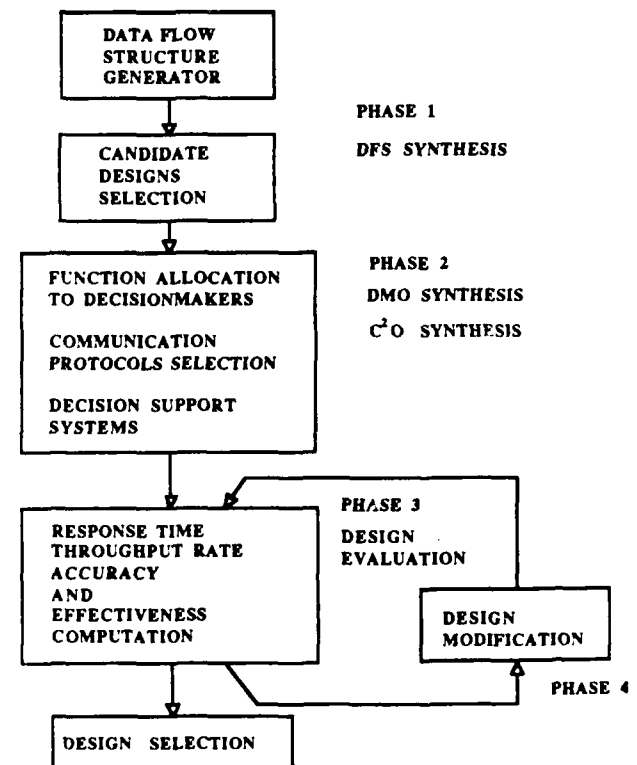 DATA FLOW
STRUCTURE
GENERATOR
PHASE 1
DFS SYNTHESIS
CANDIDATE
DESIGNS
SELECTION
PHASE 2
DMO SYNTHESIS
C²O SYNTHESIS
FUNCTION ALLOCATION
TO DECISIONMAKERS
COMMUNICATION
PROTOCOLS SELECTION
DECISION SUPPORT
SYSTEMS
PHASE 3
DESIGN
EVALUATION
RESPONSE TIME
THROUGHPUT RATE
ACCURACY
AND
EFFECTIVENESS
COMPUTATION
DESIGN
MODIFICATION
PHASE 4
DESIGN SELECTION